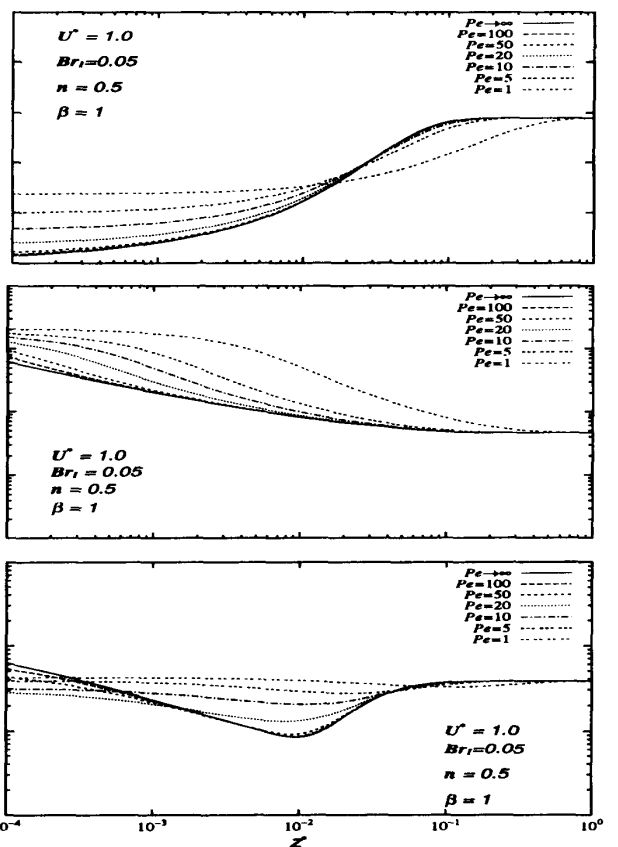 U* = 1.0
Br₁=0.05
n = 0.5
β = 1
Pe→∞
Pe=100
Pe=50
Pe=20
Pe=10
Pe=5
Pe=1
Pe→∞
Pe=100
Pe=50
Pe=20
Pe=10
Pe=5
Pe=1
U* = 1.0
Br₁ = 0.05
n = 0.5
β = 1
Pe→∞
Pe=100
Pe=50
Pe=20
Pe=10
Pe=5
Pe=1
U* = 1.0
Br₁=0.05
n = 0.5
β = 1
0⁻⁴ 10⁻³ 10⁻² 10⁻¹ 10⁰
Z*